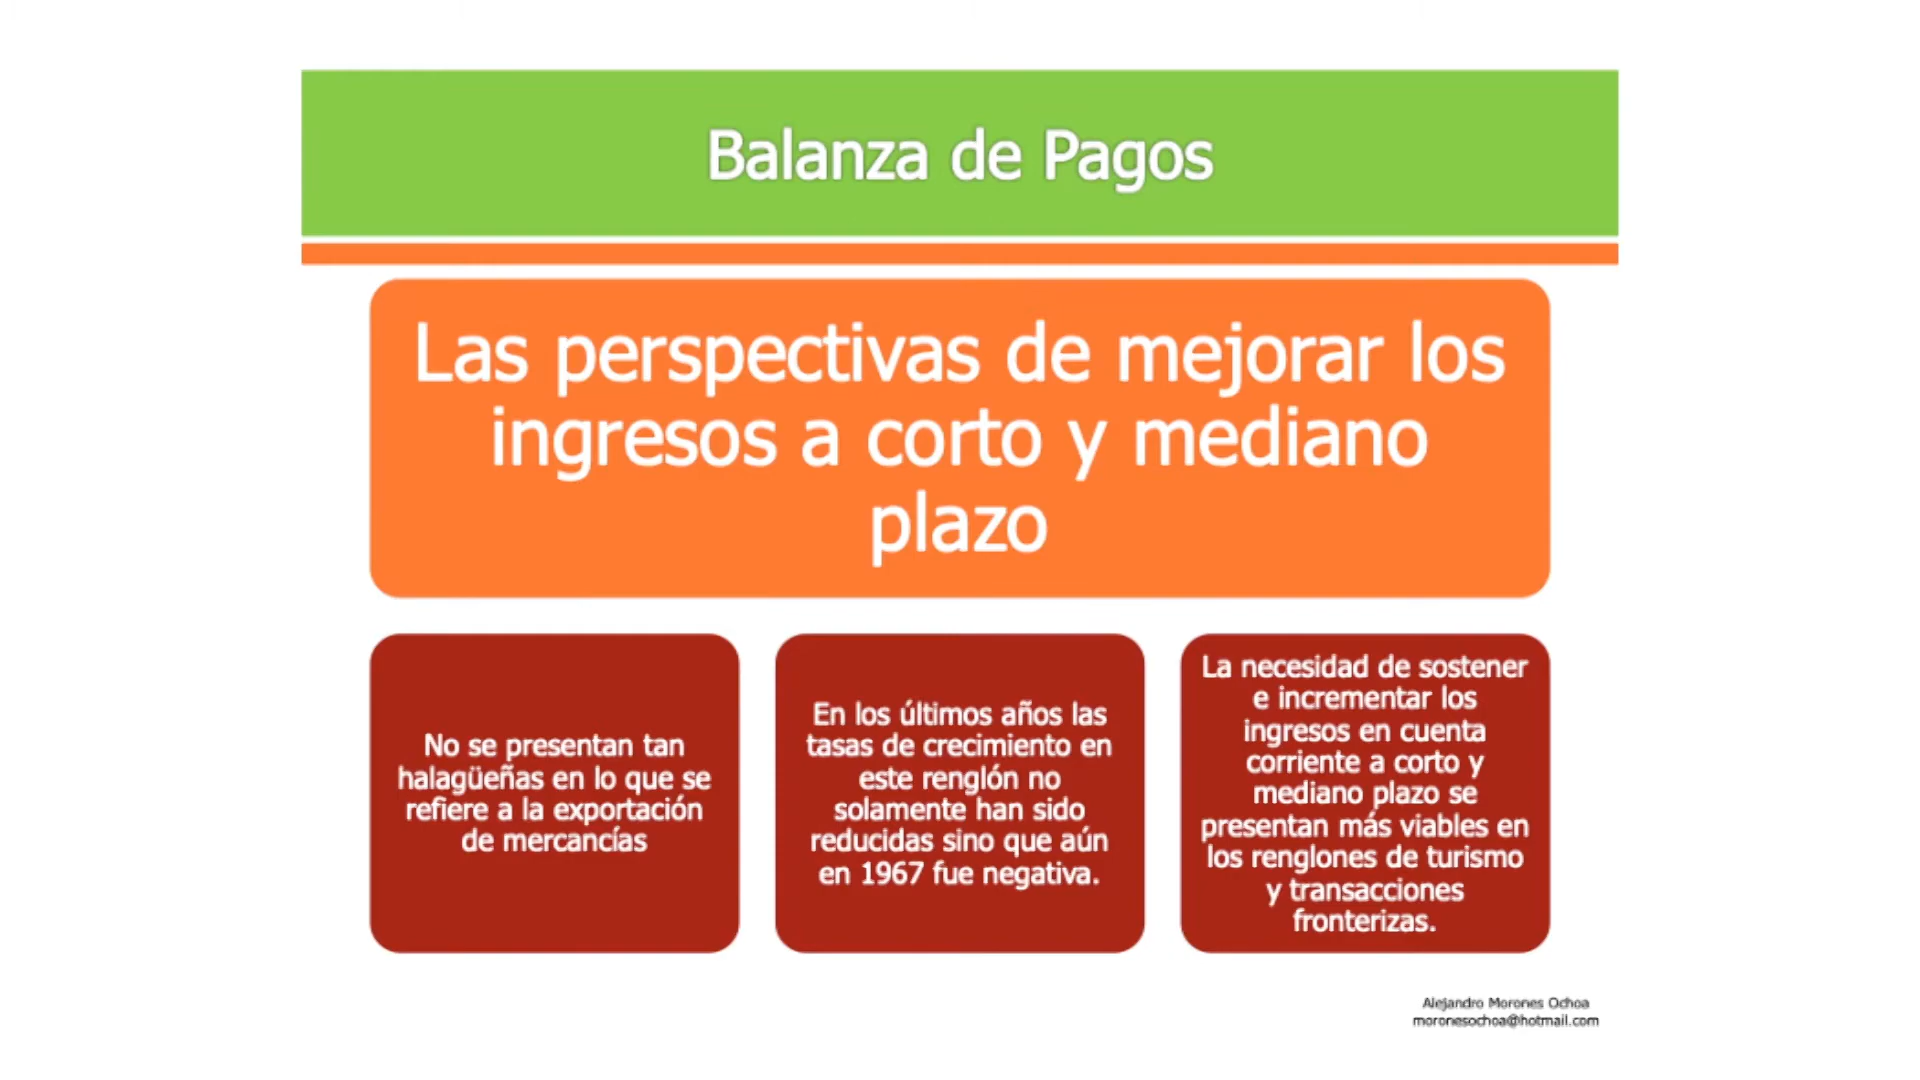 Balanza de Pagos
Las perspectivas de mejorar los
ingresos a corto y mediano
plazo
No se presentan tan
halagüeñas en lo que se
refiere a la exportación
de mercancías
En los últimos años las
tasas de crecimiento en
este renglón no
solamente han sido
reducidas sino que aún
en 1967 fue negativa.
La necesidad de sostener
e incrementar los
ingresos en cuenta
corriente a corto y
mediano plazo se
presentan más viables en
los renglones de turismo
y transacciones
fronterizas.
Alejandro Morones Ochoa
moronesochoa@hotmail.com